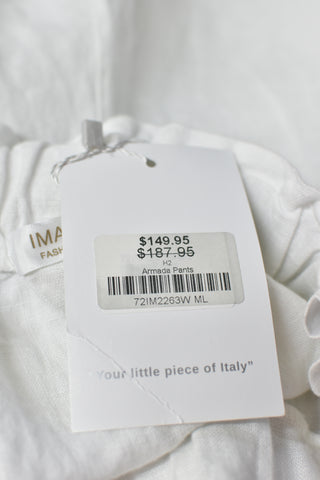 IMA
FASH
$149.95
$187.95
H2
Armada Pants
72IM2263W ML
"Your little piece of Italy"